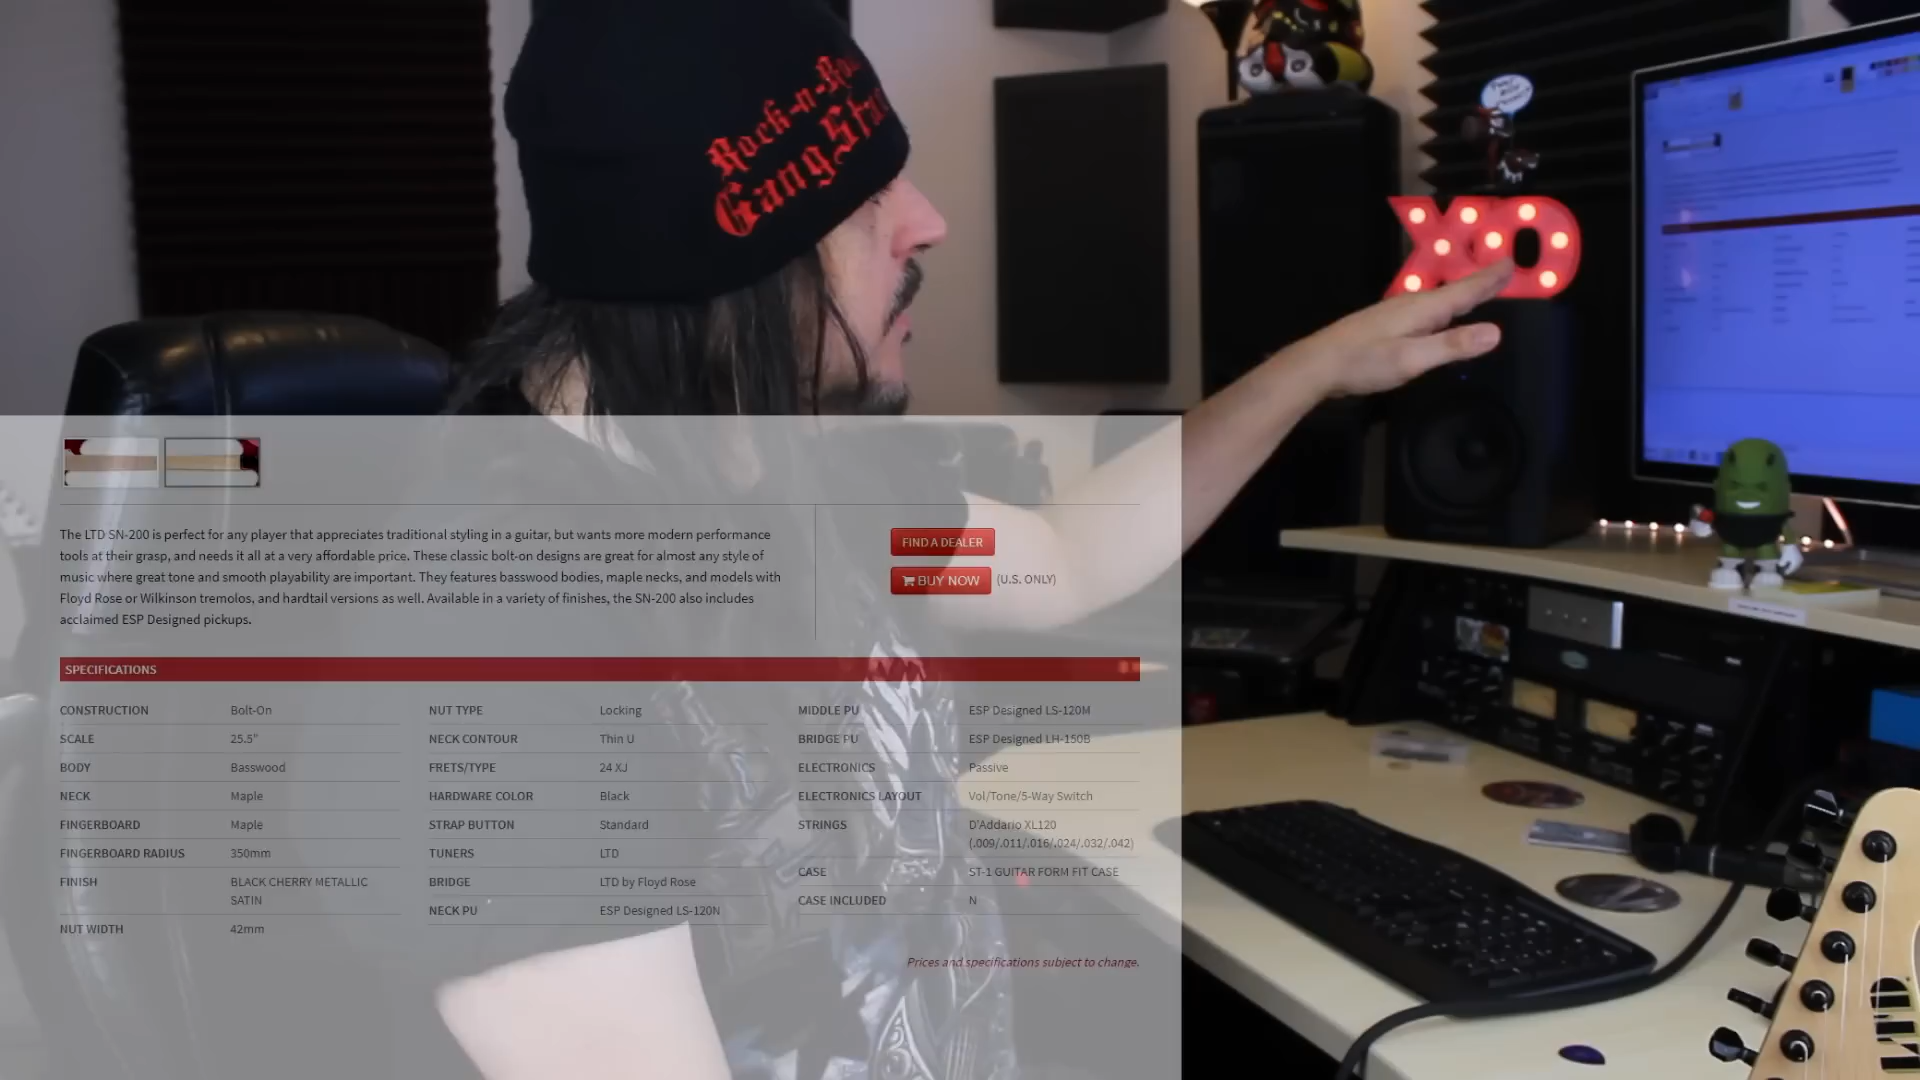 Rock-n-Ro
GangSta
XO
The LTD SN-200 is perfect for any player that appreciates traditional styling in a guitar, but wants more modern performance
tools at their grasp, and needs it all at a very affordable price. These classic bolt-on designs are great for almost any style of
music where great tone and smooth playability are important. They features basswood bodies, maple necks, and models with
Floyd Rose or Wilkinson tremolos, and hardtail versions as well. Available in a variety of finishes, the SN-200 also includes
acclaimed ESP Designed pickups.
FIND A DEALER
BUY NOW (U.S. ONLY)
SPECIFICATIONS
CONSTRUCTION Bolt-On
SCALE 25.5"
BODY Basswood
NECK Maple
FINGERBOARD Maple
FINGERBOARD RADIUS 350mm
FINISH BLACK CHERRY METALLIC
SATIN
NUT WIDTH 42mm
NUT TYPE Locking
NECK CONTOUR Thin U
FRETS/TYPE 24 XJ
HARDWARE COLOR Black
STRAP BUTTON Standard
TUNERS LTD
BRIDGE LTD by Floyd Rose
NECK PU ESP Designed LS-120N
MIDDLE PU ESP Designed LS-120M
BRIDGE PU ESP Designed LH-150B
ELECTRONICS Passive
ELECTRONICS LAYOUT Vol/Tone/5-Way Switch
STRINGS D'Addario XL120
(.009/.011/.016/.024/.032/.042)
CASE ST-1 GUITAR FORM FIT CASE
CASE INCLUDED N
Prices and specifications subject to change.